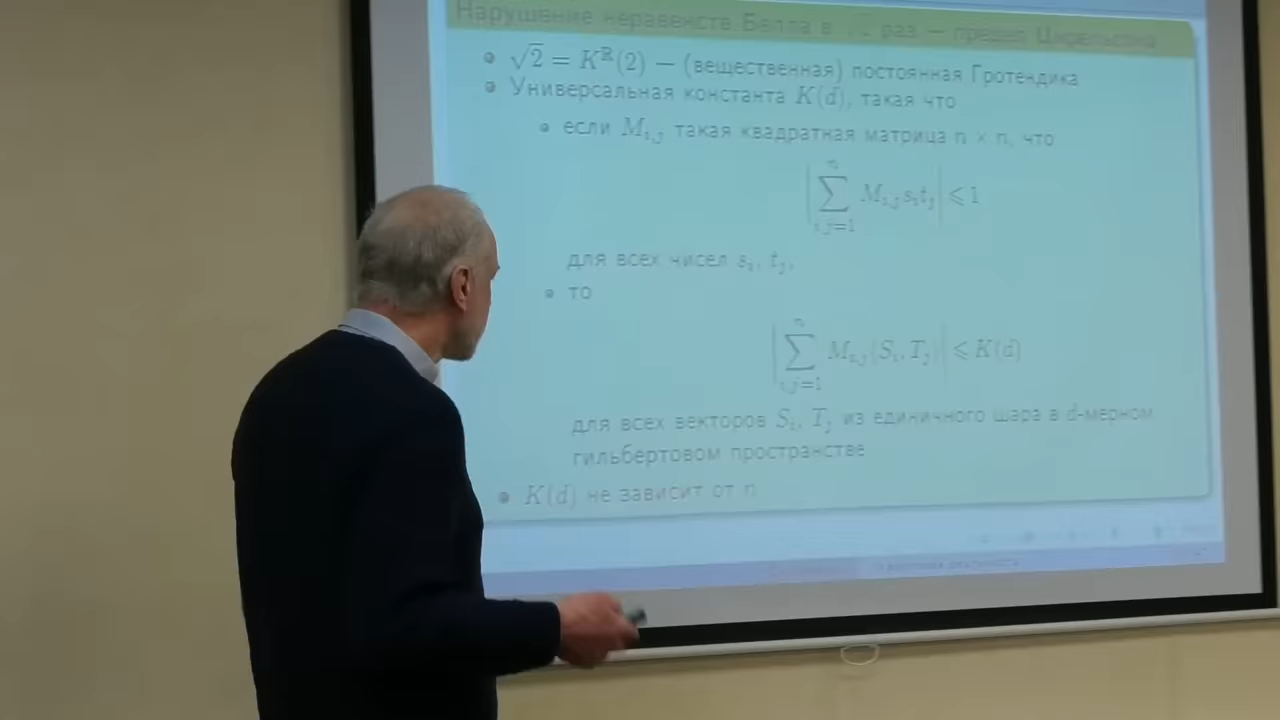 Нарушение неравенств Белла в √2 раз — предел Цирельсона
√2 = K^ℝ(2) — (вещественная) постоянная Гротендика
Универсальная константа K(d), такая что
если M_{i,j} такая квадратная матрица n × n, что
|∑_{i,j=1}^{n} M_{i,j} s_i t_j| ⩽ 1
для всех чисел s_i, t_j,
то
|∑_{i,j=1}^{n} M_{i,j}(S_i, T_j)| ⩽ K(d)
для всех векторов S_i, T_j из единичного шара в d-мерном
гильбертовом пространстве
K(d) не зависит от n